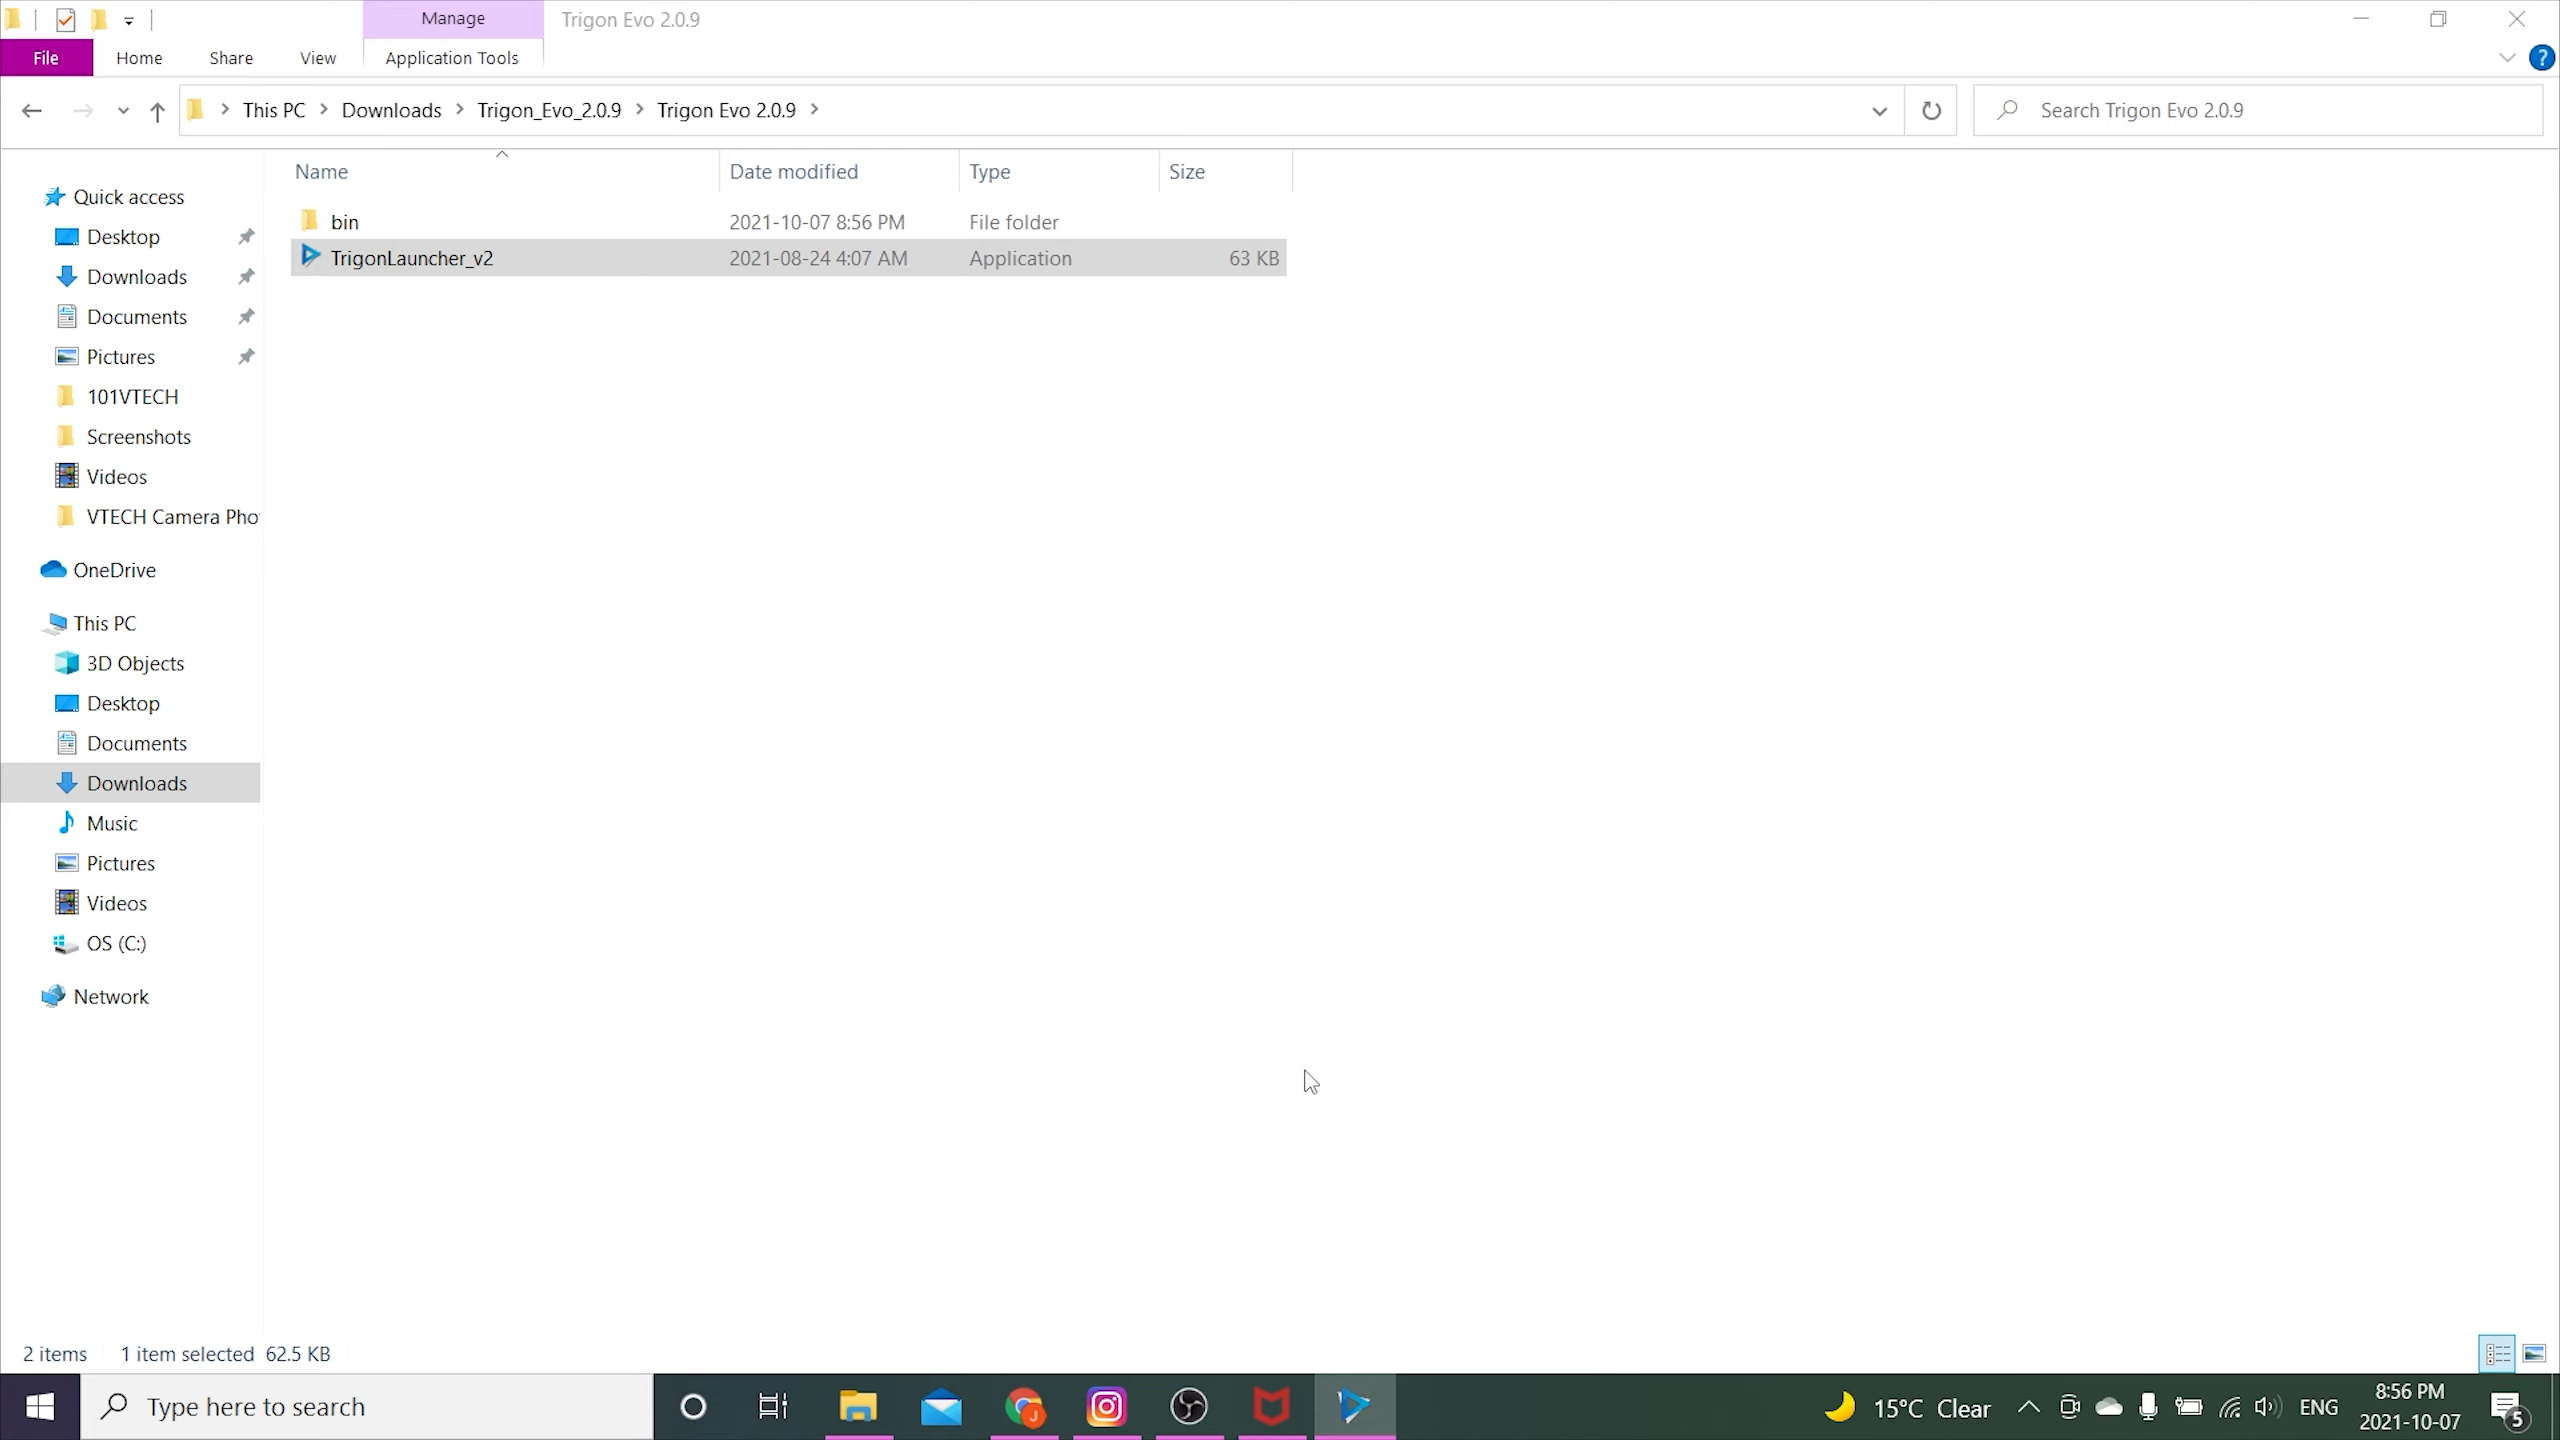 Manage
Trigon Evo 2.0.9
File
Home
Share
View
Application Tools
This PC
Downloads
Trigon_Evo_2.0.9
Trigon Evo 2.0.9
Search Trigon Evo 2.0.9
Name
Date modified
Type
Size
bin
2021-10-07 8:56 PM
File folder
TrigonLauncher_v2
2021-08-24 4:07 AM
Application
63 KB
Quick access
Desktop
Downloads
Documents
Pictures
101VTECH
Screenshots
Videos
VTECH Camera Pho
OneDrive
This PC
3D Objects
Desktop
Documents
Downloads
Music
Pictures
Videos
OS (C:)
Network
2 items
1 item selected 62.5 KB
Type here to search
J
15°C Clear
ENG
8:56 PM
2021-10-07
5